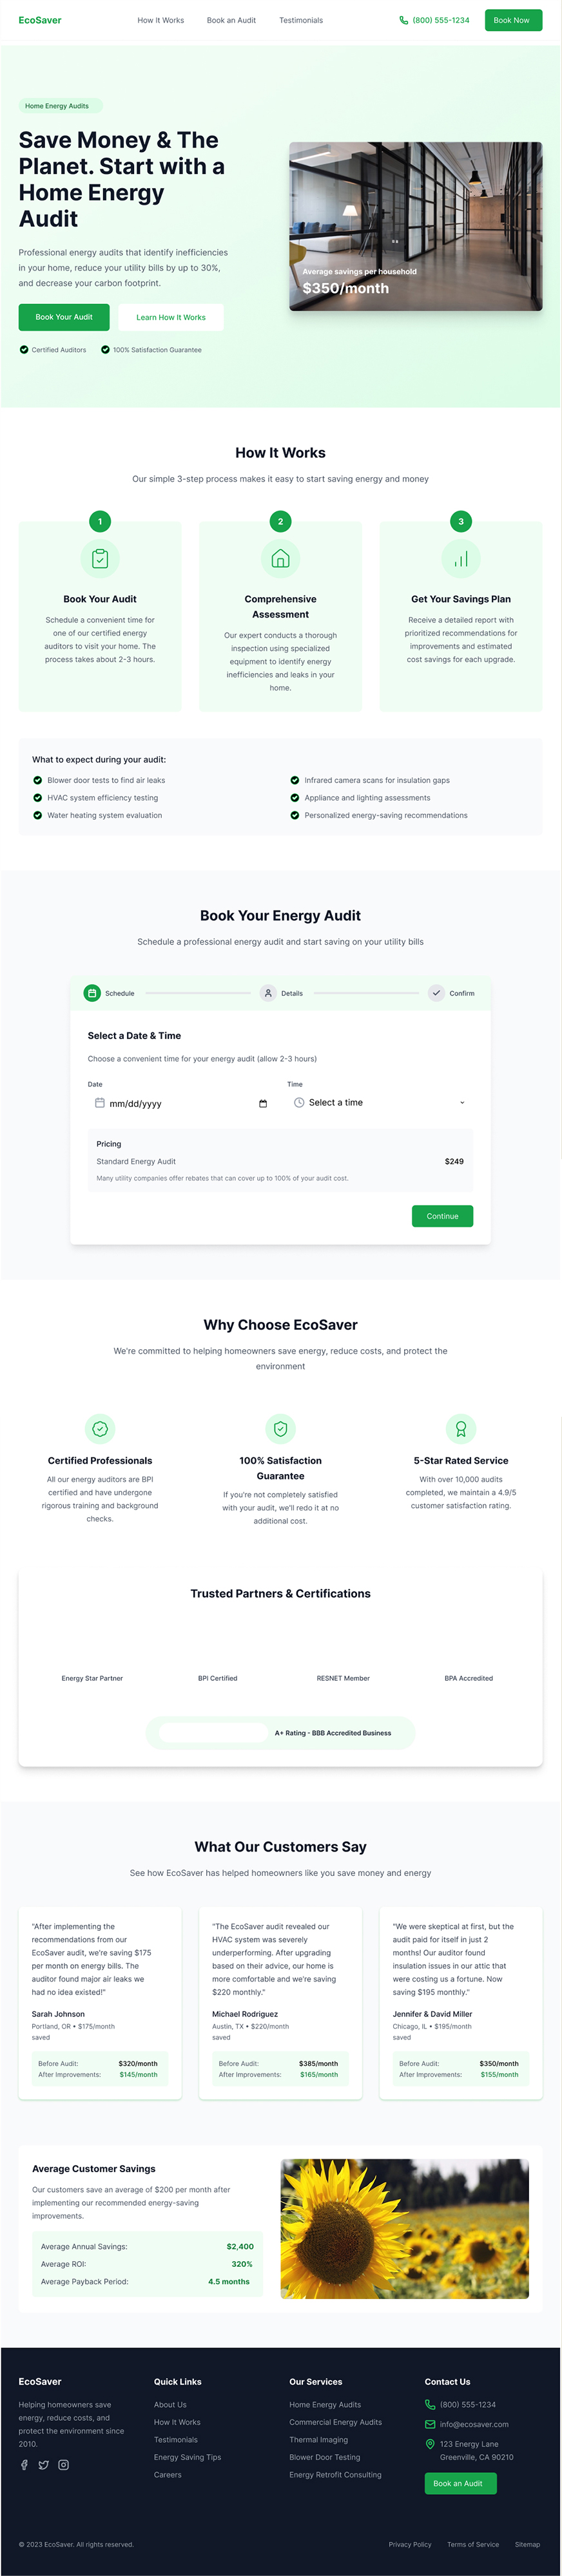 EcoSaver
How It Works
Book an Audit
Testimonials
(800) 555-1234
Book Now
Home Energy Audits
Save Money & The
Planet. Start with a
Home Energy
Audit
Professional energy audits that identify inefficiencies
in your home, reduce your utility bills by up to 30%,
and decrease your carbon footprint.
Book Your Audit
Learn How It Works
Certified Auditors
100% Satisfaction Guarantee
Average savings per household
$350/month
How It Works
Our simple 3-step process makes it easy to start saving energy and money
1
Book Your Audit
Schedule a convenient time for
one of our certified energy
auditors to visit your home. The
process takes about 2-3 hours.
2
Comprehensive
Assessment
Our expert conducts a thorough
inspection using specialized
equipment to identify energy
inefficiencies and leaks in your
home.
3
Get Your Savings Plan
Receive a detailed report with
prioritized recommendations for
improvements and estimated
cost savings for each upgrade.
What to expect during your audit:
Blower door tests to find air leaks
Infrared camera scans for insulation gaps
HVAC system efficiency testing
Appliance and lighting assessments
Water heating system evaluation
Personalized energy-saving recommendations
Book Your Energy Audit
Schedule a professional energy audit and start saving on your utility bills
Schedule
Details
Confirm
Select a Date & Time
Choose a convenient time for your energy audit (allow 2-3 hours)
Date
Time
mm/dd/yyyy
Select a time
Pricing
Standard Energy Audit
$249
Many utility companies offer rebates that can cover up to 100% of your audit cost.
Continue
Why Choose EcoSaver
We're committed to helping homeowners save energy, reduce costs, and protect the
environment
Certified Professionals
All our energy auditors are BPI
certified and have undergone
rigorous training and background
checks.
100% Satisfaction
Guarantee
If you're not completely satisfied
with your audit, we'll redo it at no
additional cost.
5-Star Rated Service
With over 10,000 audits
completed, we maintain a 4.9/5
customer satisfaction rating.
Trusted Partners & Certifications
Energy Star Partner
BPI Certified
RESNET Member
BPA Accredited
A+ Rating - BBB Accredited Business
What Our Customers Say
See how EcoSaver has helped homeowners like you save money and energy
"After implementing the
recommendations from our
EcoSaver audit, we're saving $175
per month on energy bills. The
auditor found major air leaks we
had no idea existed!"
Sarah Johnson
Portland, OR • $175/month
saved
Before Audit: $320/month
After Improvements: $145/month
"The EcoSaver audit revealed our
HVAC system was severely
underperforming. After upgrading
based on their advice, our home is
more comfortable and we're saving
$220 monthly."
Michael Rodriguez
Austin, TX • $220/month
saved
Before Audit: $385/month
After Improvements: $165/month
"We were skeptical at first, but the
audit paid for itself in just 2
months! Our auditor found
insulation issues in our attic that
were costing us a fortune. Now
saving $195 monthly."
Jennifer & David Miller
Chicago, IL • $195/month
saved
Before Audit: $350/month
After Improvements: $155/month
Average Customer Savings
Our customers save an average of $200 per month after
implementing our recommended energy-saving
improvements.
Average Annual Savings: $2,400
Average ROI: 320%
Average Payback Period: 4.5 months
EcoSaver
Helping homeowners save
energy, reduce costs, and
protect the environment since
2010.
Quick Links
About Us
How It Works
Testimonials
Energy Saving Tips
Careers
Our Services
Home Energy Audits
Commercial Energy Audits
Thermal Imaging
Blower Door Testing
Energy Retrofit Consulting
Contact Us
(800) 555-1234
info@ecosaver.com
123 Energy Lane
Greenville, CA 90210
Book an Audit
© 2023 EcoSaver. All rights reserved.
Privacy Policy
Terms of Service
Sitemap